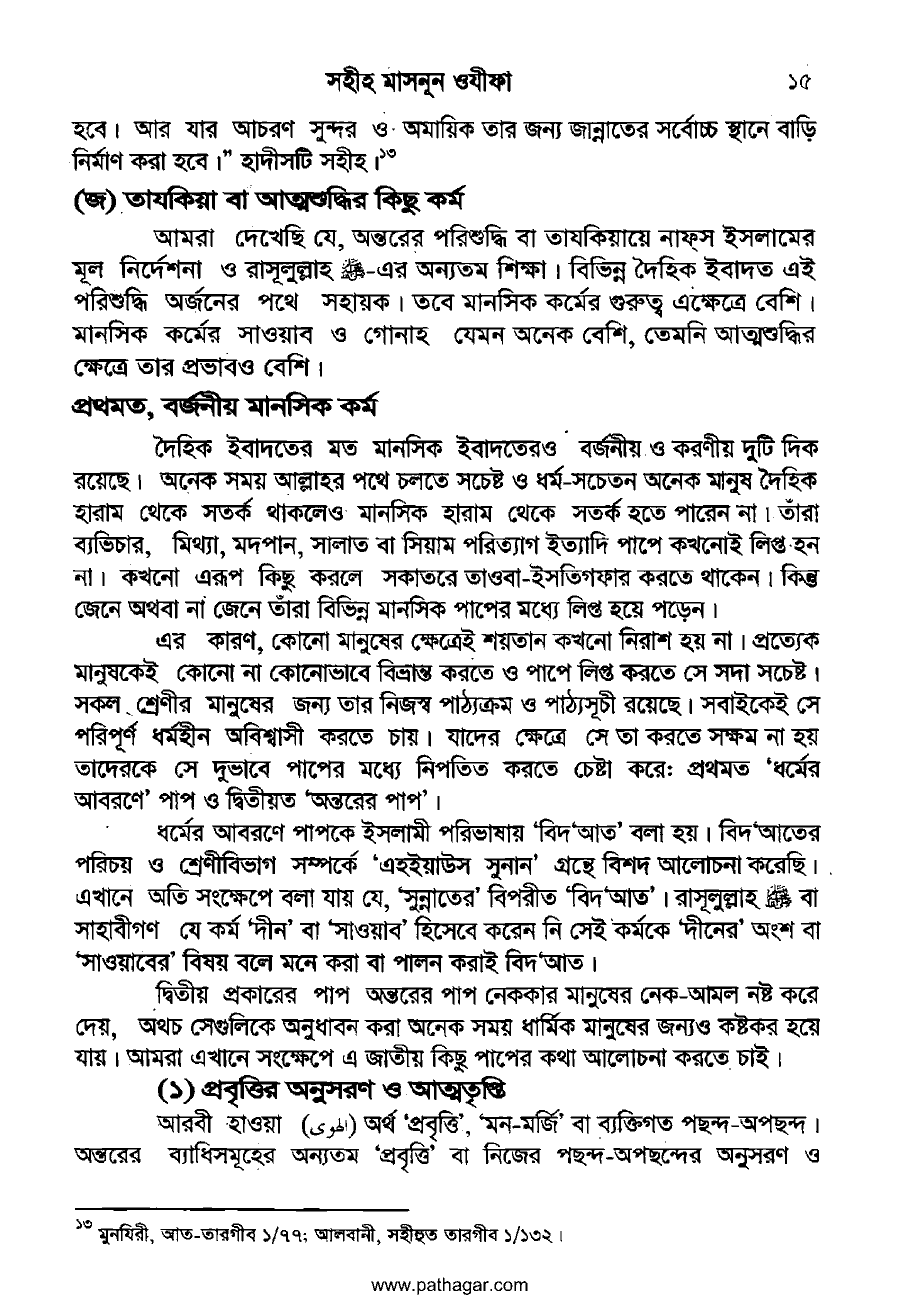 সহীহ মাসনূন ওযীফা ১৫
হবে। আর যার আচরণ সুন্দর ও অমায়িক তার জন্য জান্নাতের সর্বোচ্চ স্থানে বাড়ি
নির্মাণ করা হবে।” হাদীসটি সহীহ।১৩
(জ) তাযকিয়া বা আত্মশুদ্ধির কিছু কর্ম
আমরা দেখেছি যে, অন্তরের পরিশুদ্ধি বা তাযকিয়ায়ে নাফ্স ইসলামের
মূল নির্দেশনা ও রাসূলুল্লাহ ﷺ-এর অন্যতম শিক্ষা। বিভিন্ন দৈহিক ইবাদত এই
পরিশুদ্ধি অর্জনের পথে সহায়ক। তবে মানসিক কর্মের গুরুত্ব এক্ষেত্রে বেশি।
মানসিক কর্মের সাওয়াব ও গোনাহ যেমন অনেক বেশি, তেমনি আত্মশুদ্ধির
ক্ষেত্রে তার প্রভাবও বেশি।
প্রথমত, বর্জনীয় মানসিক কর্ম
দৈহিক ইবাদতের মত মানসিক ইবাদতেরও বর্জনীয় ও করণীয় দুটি দিক
রয়েছে। অনেক সময় আল্লাহর পথে চলতে সচেষ্ট ও ধর্ম-সচেতন অনেক মানুষ দৈহিক
হারাম থেকে সতর্ক থাকলেও মানসিক হারাম থেকে সতর্ক হতে পারেন না। তাঁরা
ব্যভিচার, মিথ্যা, মদপান, সালাত বা সিয়াম পরিত্যাগ ইত্যাদি পাপে কখনোই লিপ্ত হন
না। কখনো এরূপ কিছু করলে সকাতরে তাওবা-ইসতিগফার করতে থাকেন। কিন্তু
জেনে অথবা না জেনে তাঁরা বিভিন্ন মানসিক পাপের মধ্যে লিপ্ত হয়ে পড়েন।
এর কারণ, কোনো মানুষের ক্ষেত্রেই শয়তান কখনো নিরাশ হয় না। প্রত্যেক
মানুষকেই কোনো না কোনোভাবে বিভ্রান্ত করতে ও পাপে লিপ্ত করতে সে সদা সচেষ্ট।
সকল শ্রেণীর মানুষের জন্য তার নিজস্ব পাঠ্যক্রম ও পাঠ্যসূচী রয়েছে। সবাইকেই সে
পরিপূর্ণ ধর্মহীন অবিশ্বাসী করতে চায়। যাদের ক্ষেত্রে সে তা করতে সক্ষম না হয়
তাদেরকে সে দুভাবে পাপের মধ্যে নিপতিত করতে চেষ্টা করে: প্রথমত ‘ধর্মের
আবরণে’ পাপ ও দ্বিতীয়ত ‘অন্তরের পাপ’।
ধর্মের আবরণে পাপকে ইসলামী পরিভাষায় ‘বিদ‘আত’ বলা হয়। বিদ‘আতের
পরিচয় ও শ্রেণীবিভাগ সম্পর্কে ‘এহইয়াউস সুনান’ গ্রন্থে বিশদ আলোচনা করেছি।
এখানে অতি সংক্ষেপে বলা যায় যে, ‘সুন্নাতের’ বিপরীত ‘বিদ‘আত’। রাসূলুল্লাহ ﷺ বা
সাহাবীগণ যে কর্ম ‘দীন’ বা ‘সাওয়াব’ হিসেবে করেন নি সেই কর্মকে ‘দীনের’ অংশ বা
‘সাওয়াবের’ বিষয় বলে মনে করা বা পালন করাই বিদ‘আত।
দ্বিতীয় প্রকারের পাপ অন্তরের পাপ নেককার মানুষের নেক-আমল নষ্ট করে
দেয়, অথচ সেগুলিকে অনুধাবন করা অনেক সময় ধার্মিক মানুষের জন্যও কষ্টকর হয়ে
যায়। আমরা এখানে সংক্ষেপে এ জাতীয় কিছু পাপের কথা আলোচনা করতে চাই।
(১) প্রবৃত্তির অনুসরণ ও আত্মতৃপ্তি
আরবী হাওয়া (الهوى) অর্থ ‘প্রবৃত্তি’, ‘মন-মর্জি’ বা ব্যক্তিগত পছন্দ-অপছন্দ।
অন্তরের ব্যাধিসমূহের অন্যতম ‘প্রবৃত্তি’ বা নিজের পছন্দ-অপছন্দের অনুসরণ ও
১৩ মুনযিরী, আত-তারগীব ১/৭৭; আলবানী, সহীহুত তারগীব ১/১৩২।
www.pathagar.com